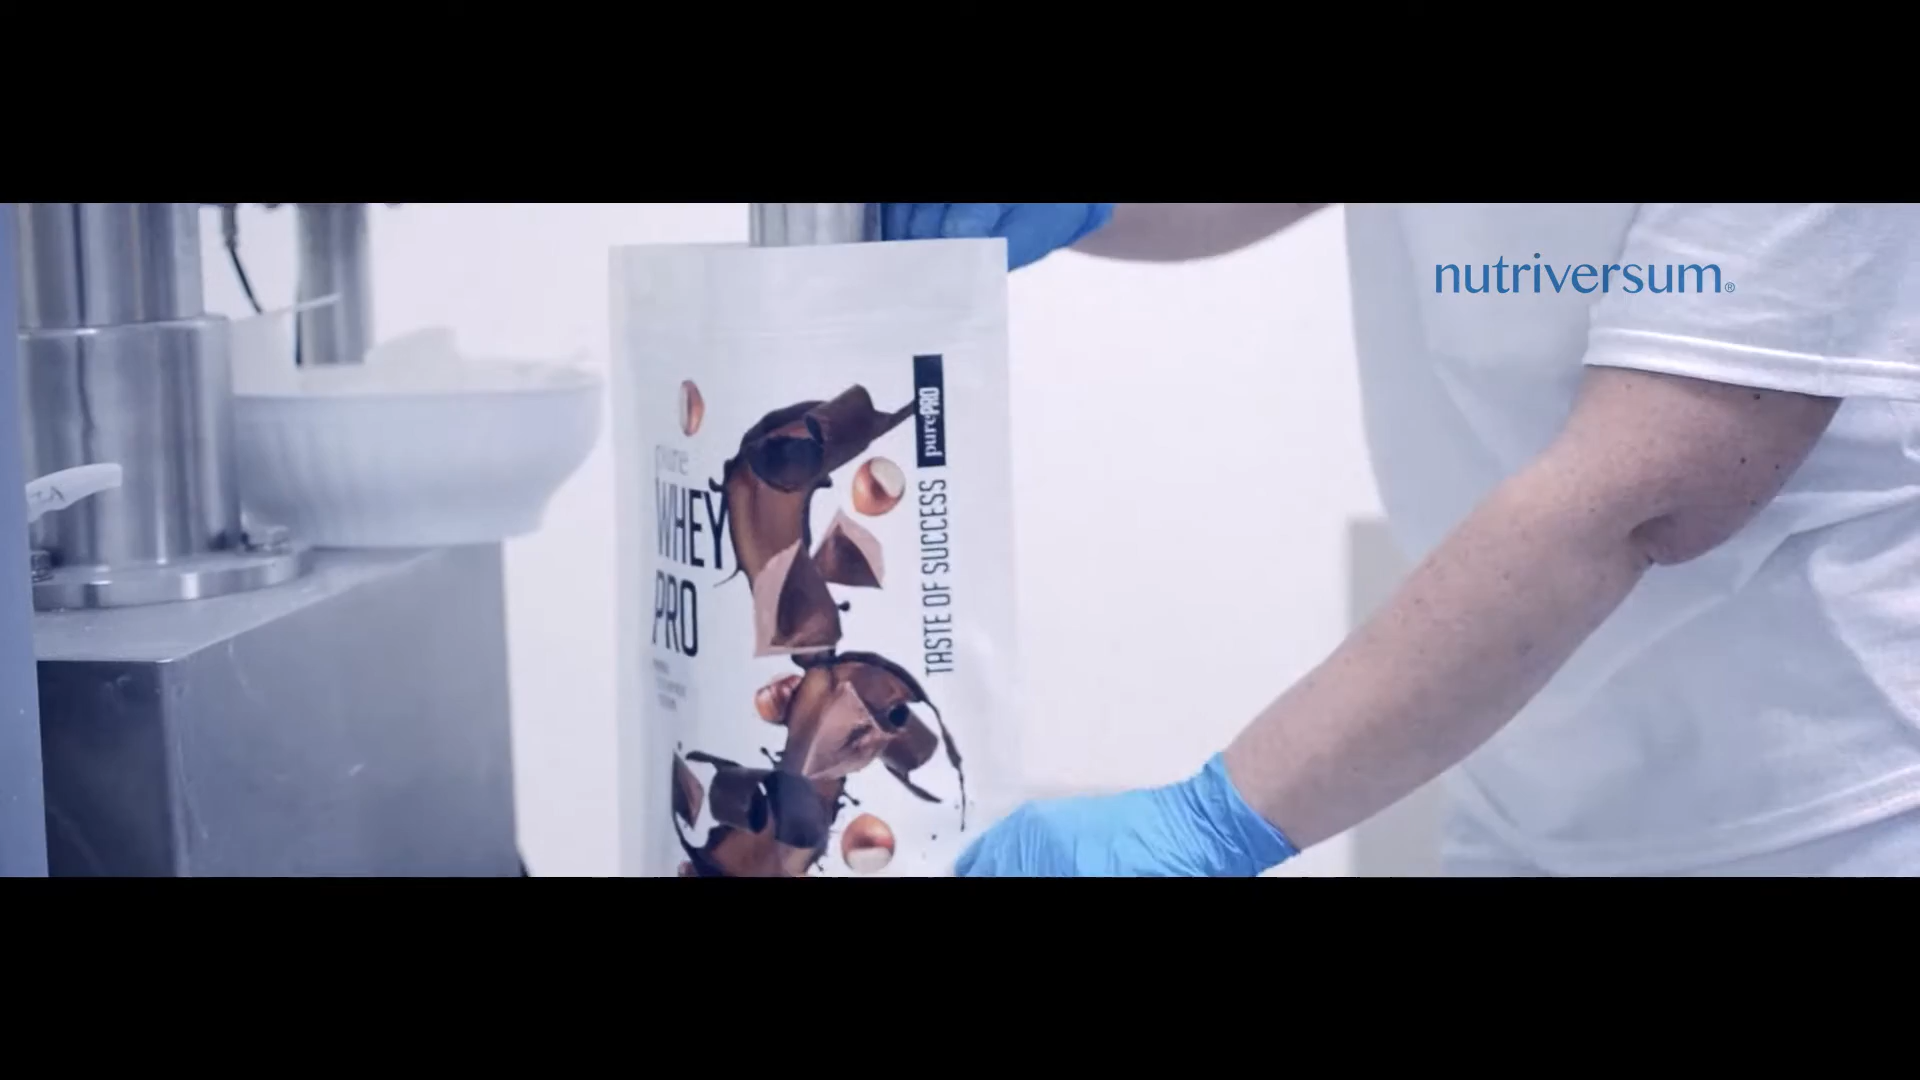 nutriversum®
pure
WHEY
PRO
purePRO
TASTE OF SUCCESS